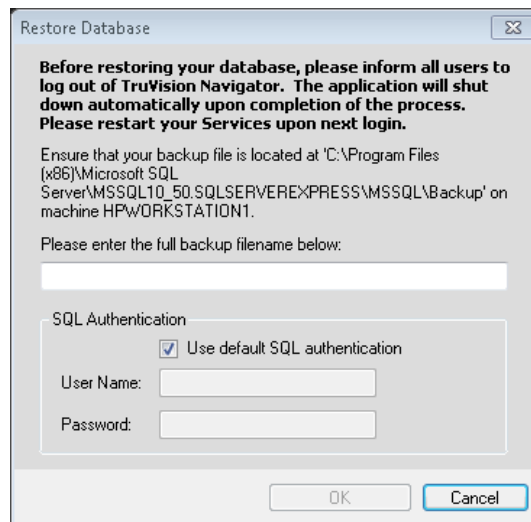 Restore Database
Before restoring your database, please inform all users to
log out of TruVision Navigator.  The application will shut
down automatically upon completion of the process.
Please restart your Services upon next login.
Ensure that your backup file is located at 'C:\Program Files
(x86)\Microsoft SQL
Server\MSSQL10_50.SQLSERVEREXPRESS\MSSQL\Backup' on
machine HPWORKSTATION1.
Please enter the full backup filename below:
SQL Authentication
Use default SQL authentication
User Name:
Password:
OK
Cancel